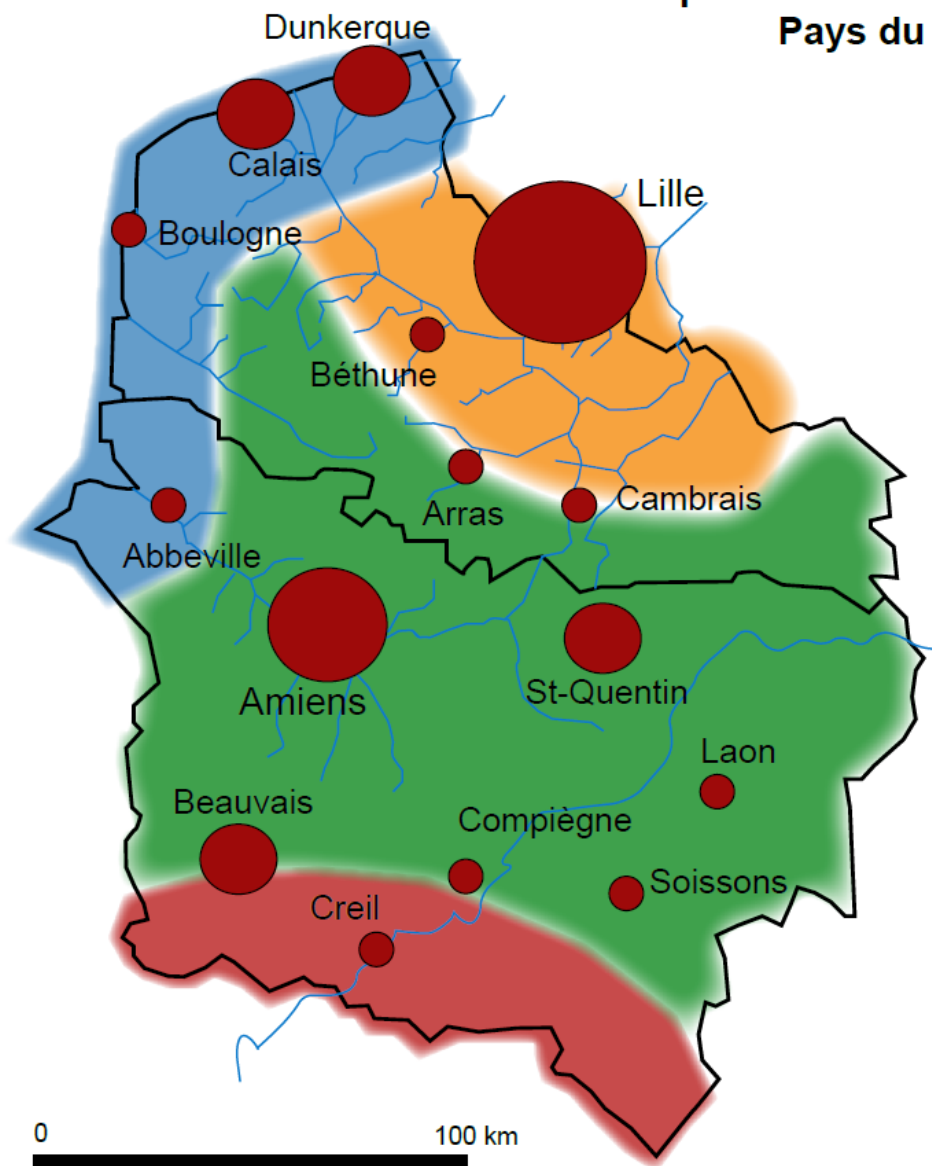 Pays du
Dunkerque
Calais
Lille
Boulogne
Béthune
Arras
Cambrais
Abbeville
Amiens
St-Quentin
Laon
Beauvais
Compiègne
Soissons
Creil
0
100 km